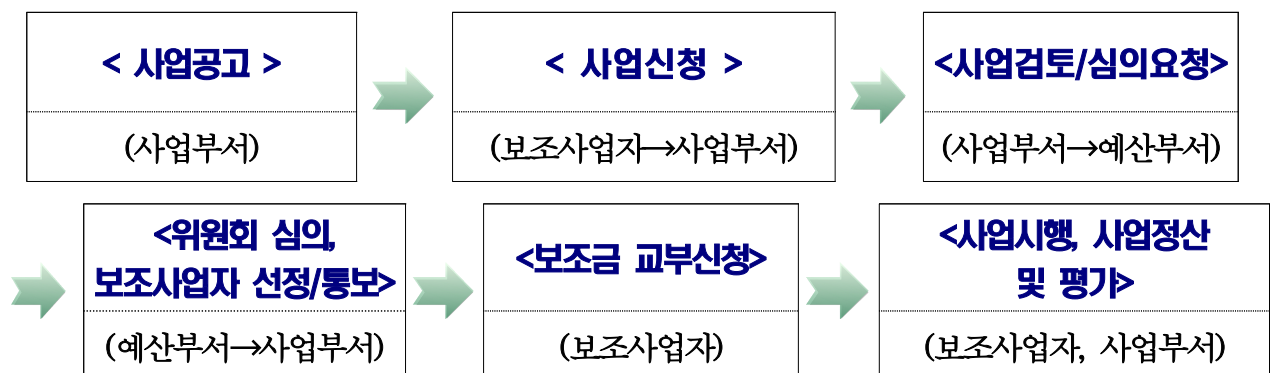 < 사업공고 >
(사업부서)
< 사업신청 >
(보조사업자→사업부서)
<사업검토/심의요청>
(사업부서→예산부서)
<위원회 심의,
보조사업자 선정/통보>
(예산부서→사업부서)
<보조금 교부신청>
(보조사업자)
<사업시행, 사업정산
및 평가>
(보조사업자, 사업부서)